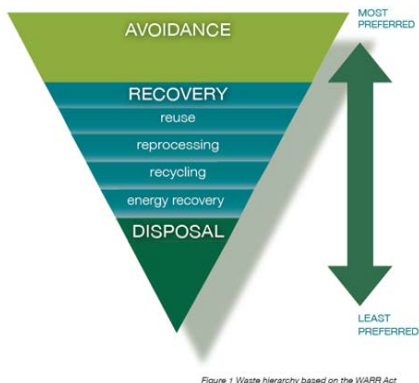 AVOIDANCE
RECOVERY
reuse
reprocessing
recycling
energy recovery
DISPOSAL
MOST
PREFERRED
LEAST
PREFERRED
Figure 1 Waste hierarchy based on the WARR Act